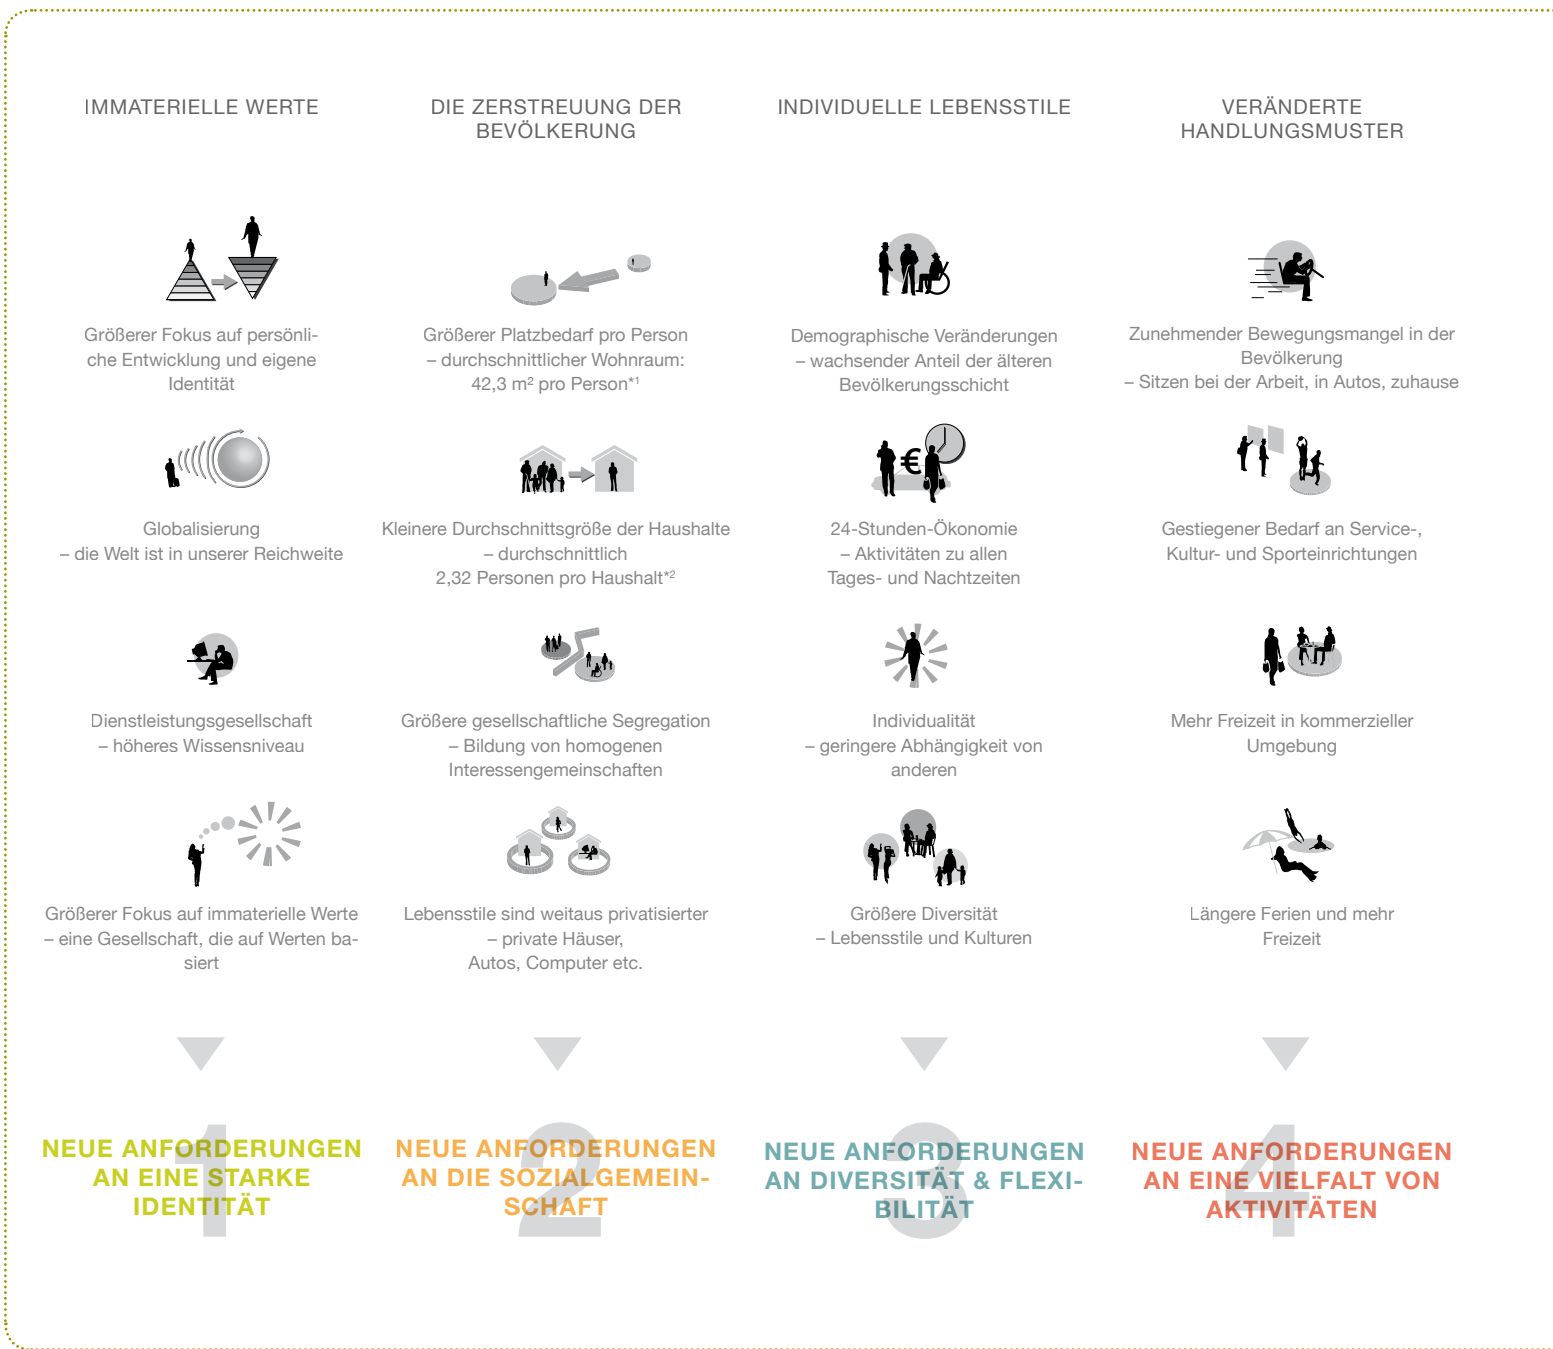 IMMATERIELLE WERTE
Größerer Fokus auf persönli-
che Entwicklung und eigene
Identität
Globalisierung
– die Welt ist in unserer Reichweite
Dienstleistungsgesellschaft
– höheres Wissensniveau
Größerer Fokus auf immaterielle Werte
– eine Gesellschaft, die auf Werten ba-
siert
1
NEUE ANFORDERUNGEN
AN EINE STARKE
IDENTITÄT
DIE ZERSTREUUNG DER
BEVÖLKERUNG
Größerer Platzbedarf pro Person
– durchschnittlicher Wohnraum:
42,3 m² pro Person*¹
Kleinere Durchschnittsgröße der Haushalte
– durchschnittlich
2,32 Personen pro Haushalt*²
Größere gesellschaftliche Segregation
– Bildung von homogenen
Interessengemeinschaften
Lebensstile sind weitaus privatisierter
– private Häuser,
Autos, Computer etc.
2
NEUE ANFORDERUNGEN
AN DIE SOZIALGEMEIN-
SCHAFT
INDIVIDUELLE LEBENSSTILE
Demographische Veränderungen
– wachsender Anteil der älteren
Bevölkerungsschicht
€
24-Stunden-Ökonomie
– Aktivitäten zu allen
Tages- und Nachtzeiten
Individualität
– geringere Abhängigkeit von
anderen
Größere Diversität
– Lebensstile und Kulturen
3
NEUE ANFORDERUNGEN
AN DIVERSITÄT & FLEXI-
BILITÄT
VERÄNDERTE
HANDLUNGSMUSTER
Zunehmender Bewegungsmangel in der
Bevölkerung
– Sitzen bei der Arbeit, in Autos, zuhause
Gestiegener Bedarf an Service-,
Kultur- und Sporteinrichtungen
Mehr Freizeit in kommerzieller
Umgebung
Längere Ferien und mehr
Freizeit
4
NEUE ANFORDERUNGEN
AN EINE VIELFALT VON
AKTIVITÄTEN